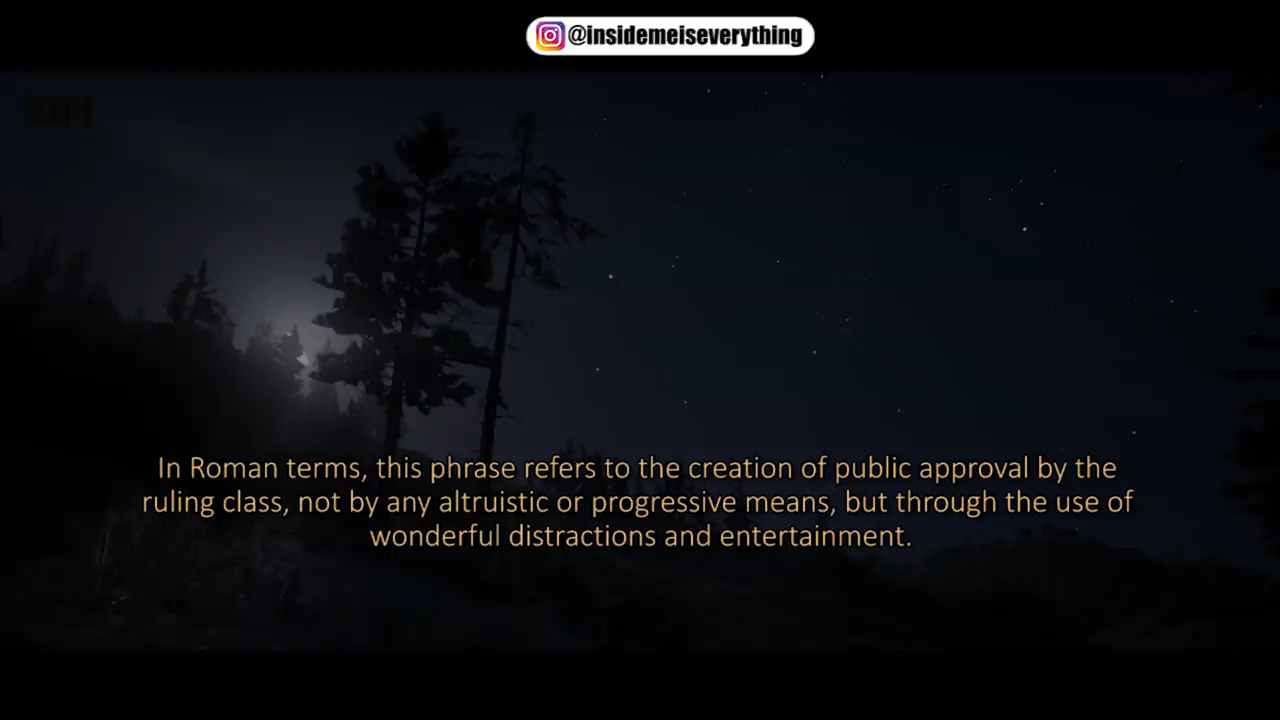 @insidemeiseverything
In Roman terms, this phrase refers to the creation of public approval by the
ruling class, not by any altruistic or progressive means, but through the use of
wonderful distractions and entertainment.